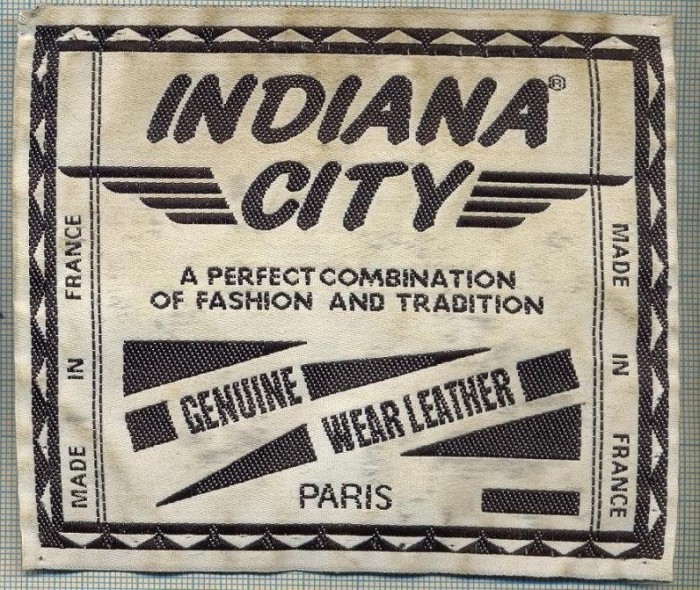 INDIANA®
CITY
A PERFECT COMBINATION
OF FASHION AND TRADITION
GENUINE
WEAR LEATHER
PARIS
MADE IN FRANCE
MADE IN FRANCE